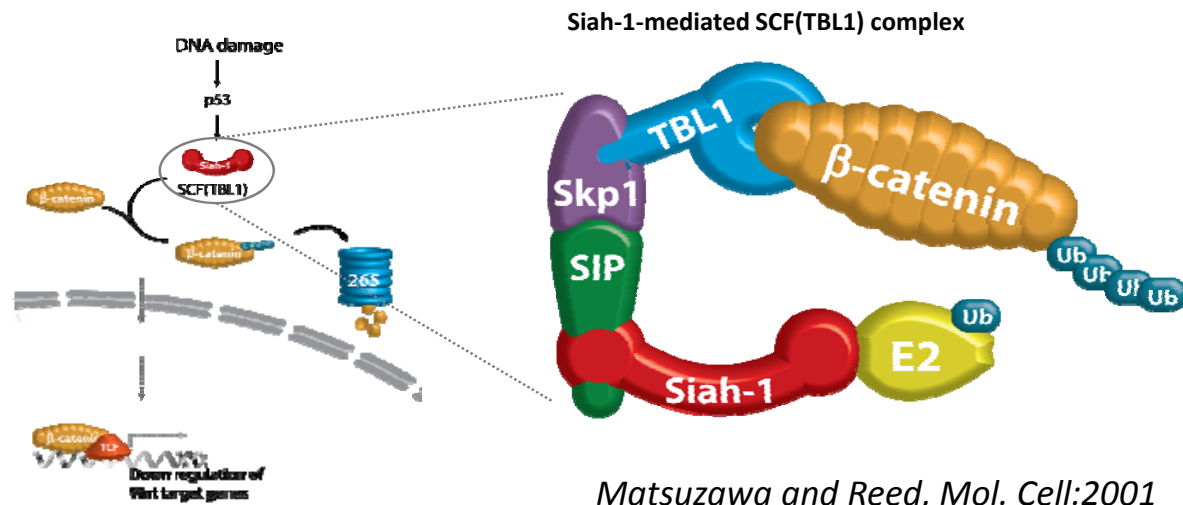 Siah-1-mediated SCF(TBL1) complex
DNA damage
p53
Siah-1
SCF(TBL1)
β-catenin
β-catenin
26S
β-catenin
TCF
Down regulation of
Wnt target genes
TBL1
Skp1
β-catenin
SIP
Ub
Ub
Ub
Ub
Ub
E2
Siah-1
Matsuzawa and Reed. Mol. Cell:2001